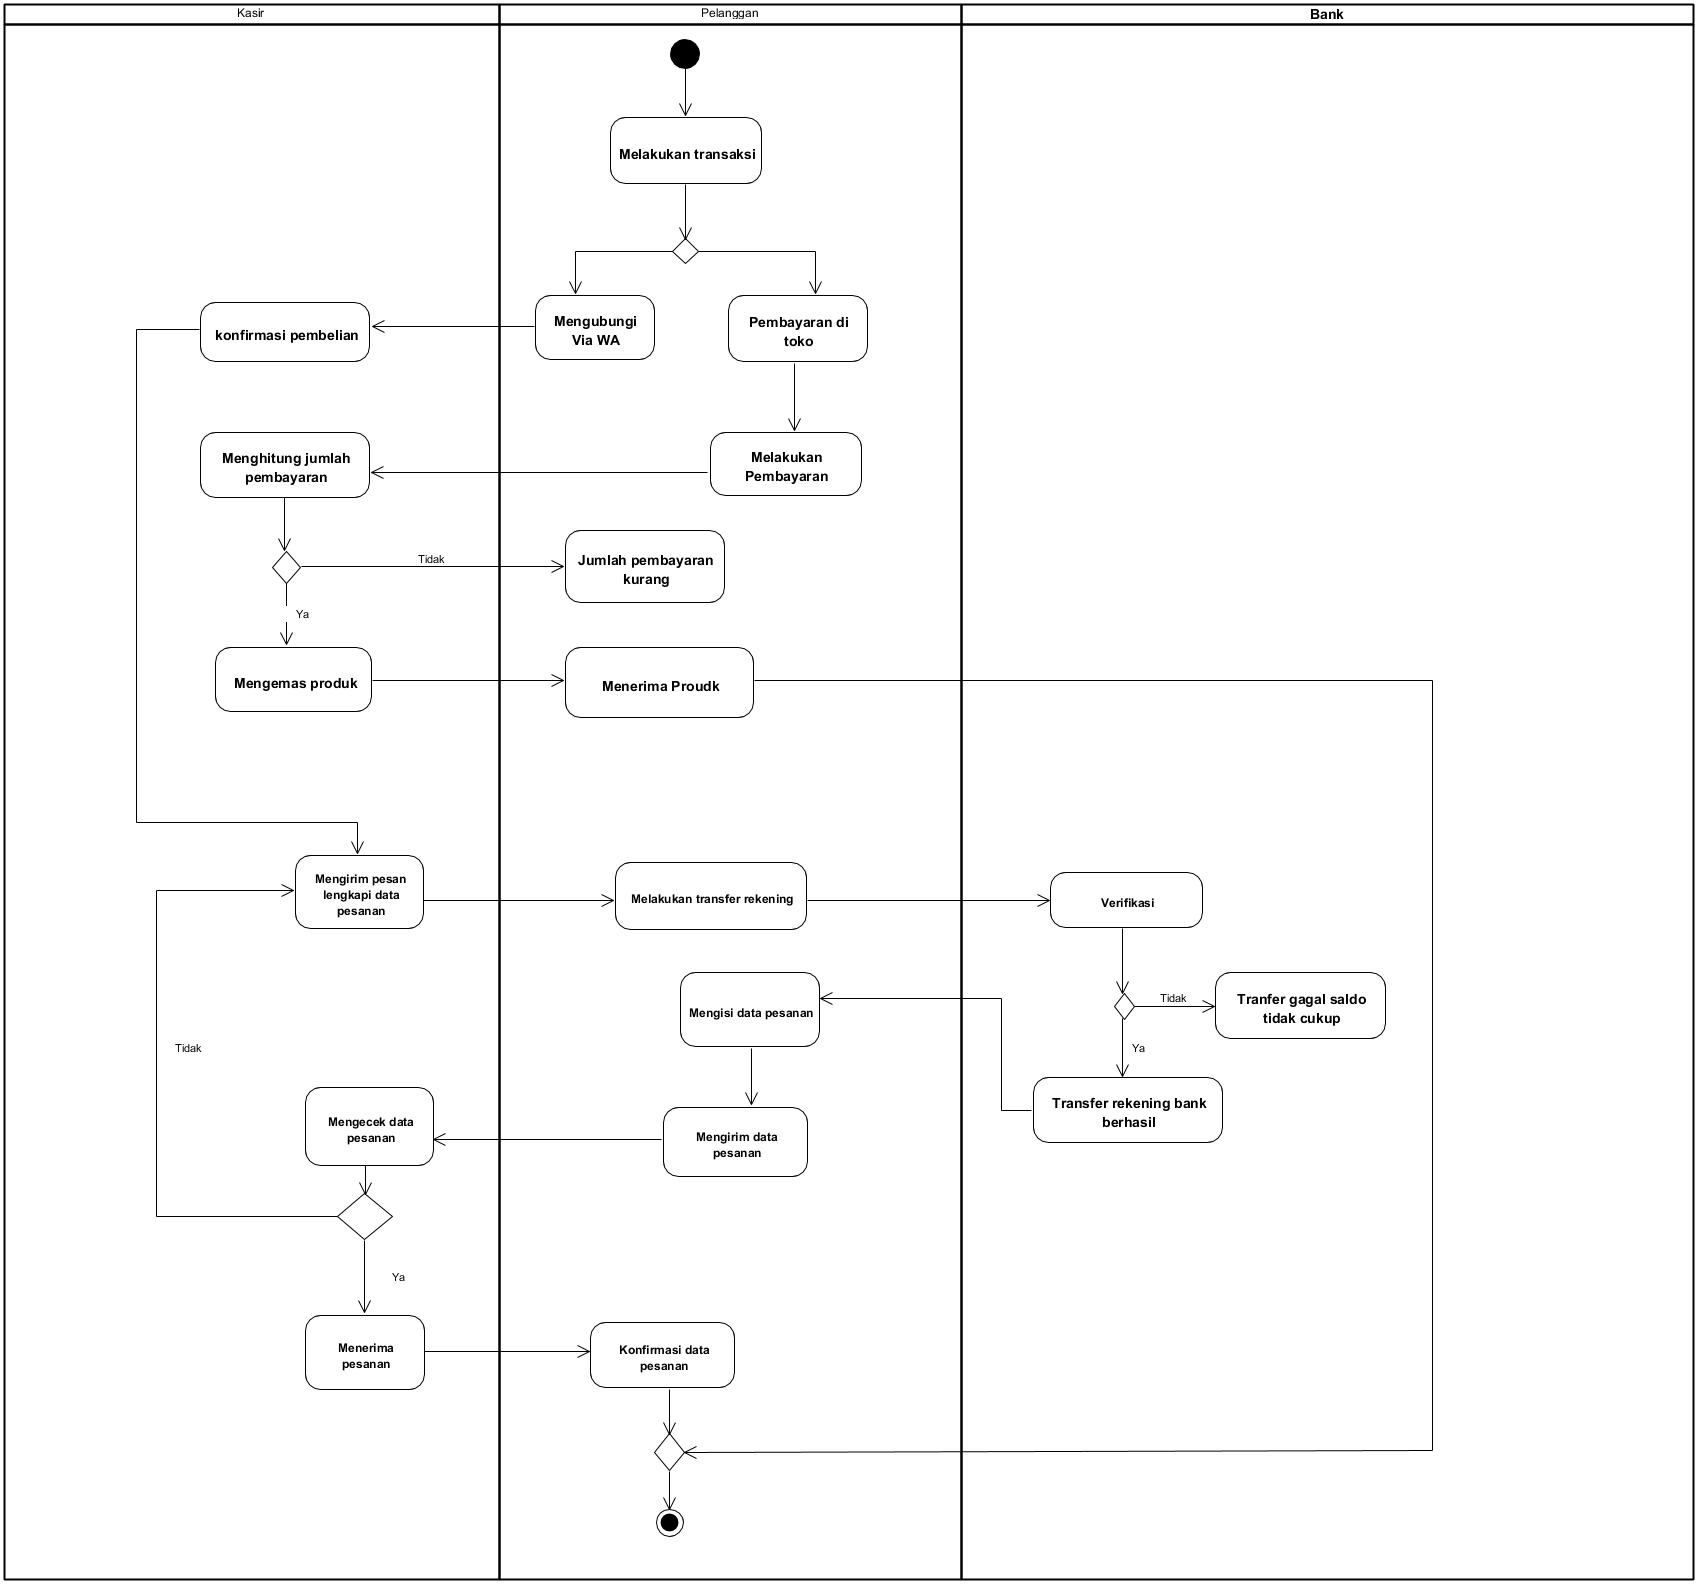 Kasir
Pelanggan
Bank
Melakukan transaksi
Mengubungi
Via WA
Pembayaran di
toko
konfirmasi pembelian
Melakukan
Pembayaran
Menghitung jumlah
pembayaran
Tidak
Jumlah pembayaran
kurang
Ya
Mengemas produk
Menerima Proudk
Mengirim pesan
lengkapi data
pesanan
Melakukan transfer rekening
Verifikasi
Tidak
Tranfer gagal saldo
tidak cukup
Mengisi data pesanan
Ya
Tidak
Transfer rekening bank
berhasil
Mengecek data
pesanan
Mengirim data
pesanan
Ya
Menerima
pesanan
Konfirmasi data
pesanan